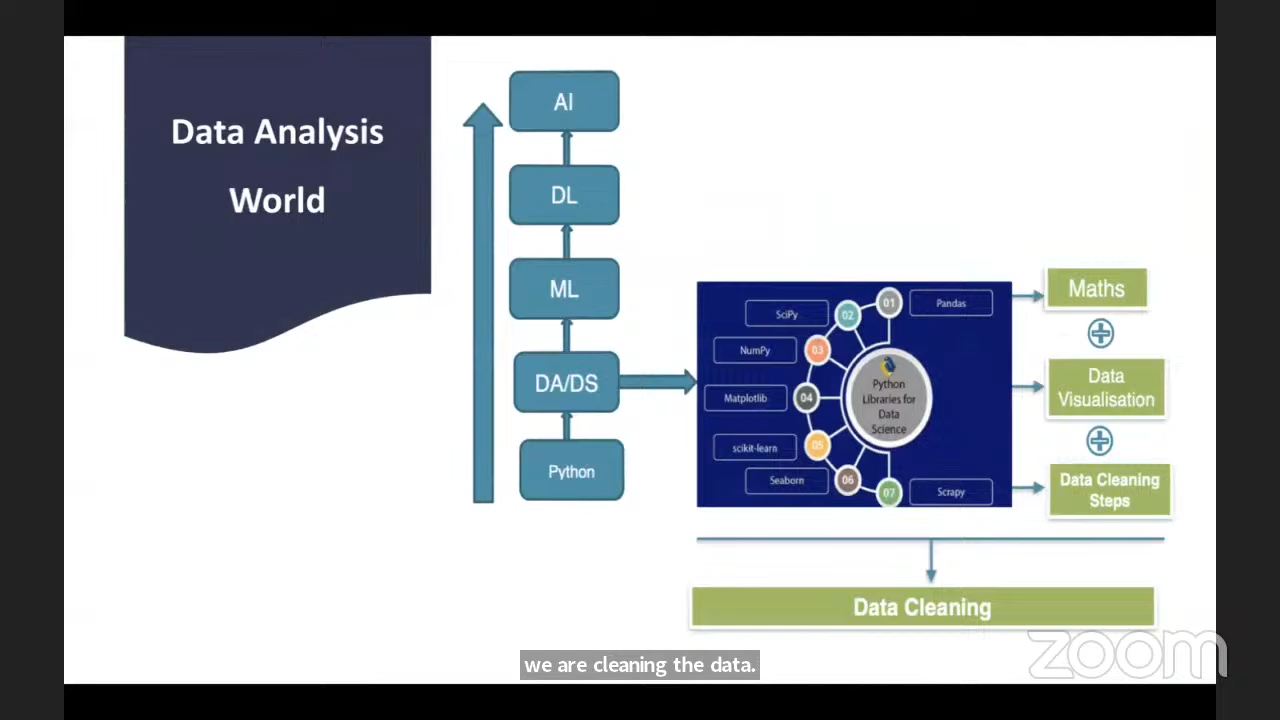 Data Analysis
World
AI
DL
ML
DA/DS
Python
01
Pandas
02
SciPy
03
NumPy
04
Matplotlib
05
scikit-learn
06
Seaborn
07
Scrapy
Python
Libraries for
Data
Science
Maths
Data
Visualisation
Data Cleaning
Steps
Data Cleaning
we are cleaning the data.
zoom